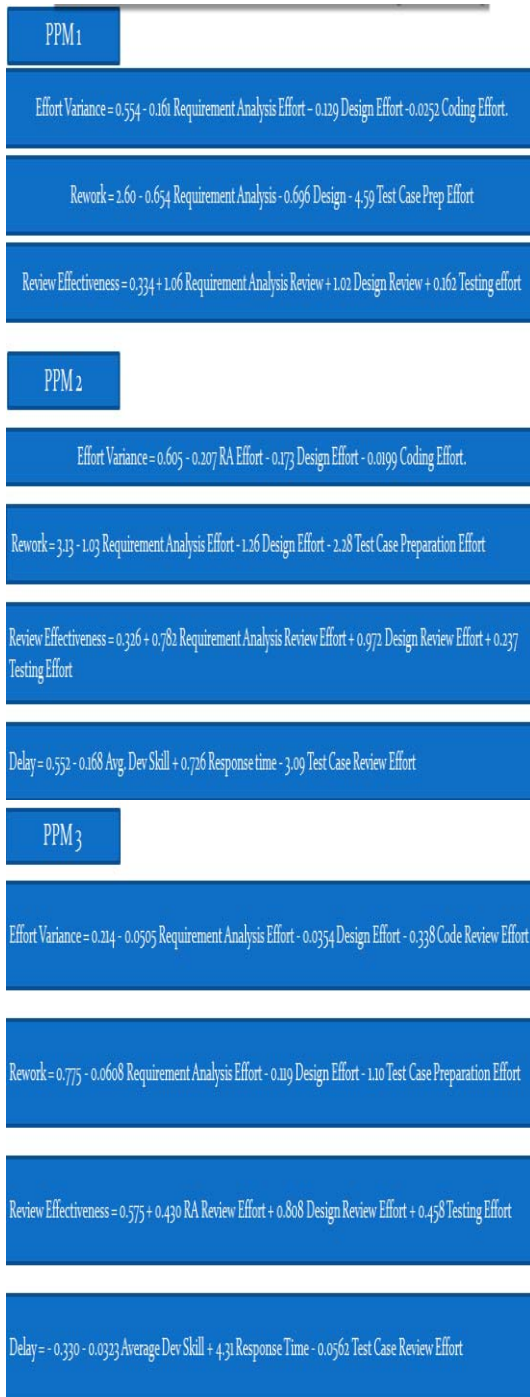 PPM 1
Effort Variance = 0.554 - 0.161 Requirement Analysis Effort – 0.129 Design Effort -0.0252 Coding Effort.
Rework = 2.60 - 0.654 Requirement Analysis - 0.696 Design - 4.59 Test Case Prep Effort
Review Effectiveness = 0.334 + 1.06 Requirement Analysis Review + 1.02 Design Review + 0.162 Testing effort
PPM 2
Effort Variance = 0.605 - 0.207 RA Effort - 0.173 Design Effort - 0.0199 Coding Effort.
Rework = 3.13 - 1.03 Requirement Analysis Effort - 1.26 Design Effort - 2.28 Test Case Preparation Effort
Review Effectiveness = 0.326 + 0.782 Requirement Analysis Review Effort + 0.972 Design Review Effort + 0.237
Testing Effort
Delay = 0.552 - 0.168 Avg. Dev Skill + 0.726 Response time - 3.09 Test Case Review Effort
PPM 3
Effort Variance = 0.214 - 0.0505 Requirement Analysis Effort - 0.0354 Design Effort - 0.338 Code Review Effort
Rework = 0.775 - 0.0608 Requirement Analysis Effort - 0.119 Design Effort - 1.10 Test Case Preparation Effort
Review Effectiveness = 0.575 + 0.430 RA Review Effort + 0.808 Design Review Effort + 0.458 Testing Effort
Delay = - 0.330 - 0.0323 Average Dev Skill + 4.31 Response Time - 0.0562 Test Case Review Effort